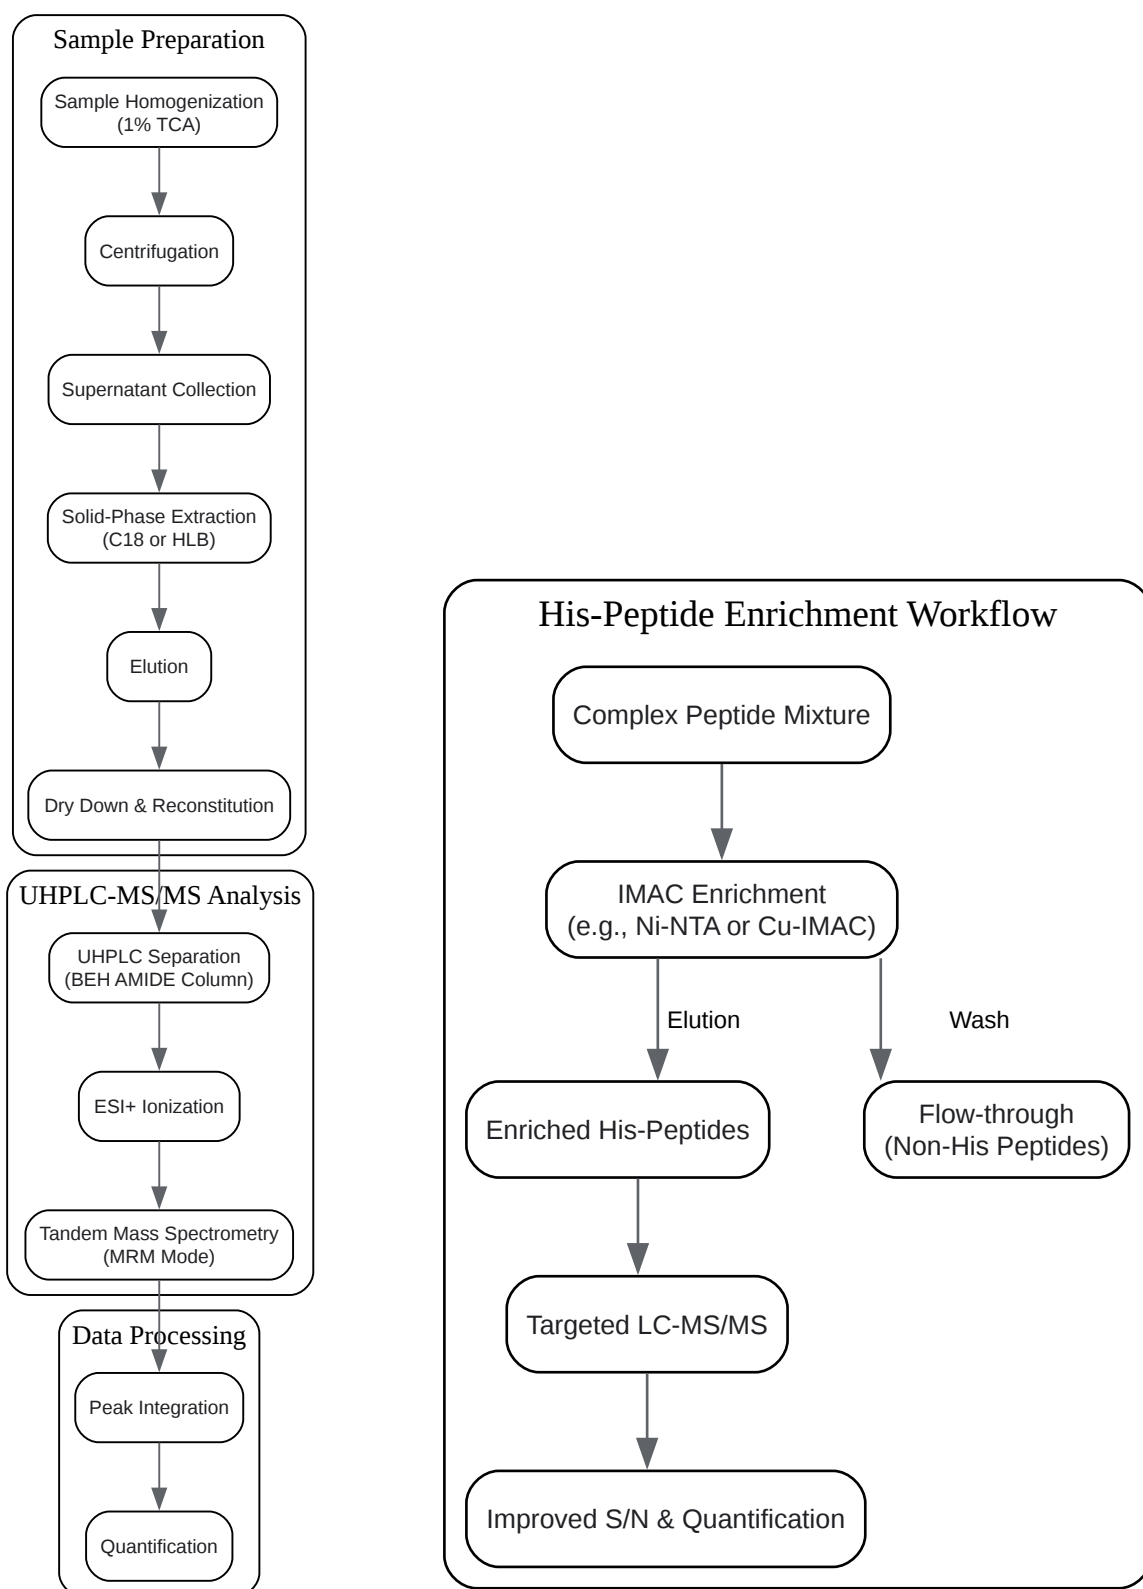 Sample Preparation
Sample Homogenization
(1% TCA)
Centrifugation
Supernatant Collection
Solid-Phase Extraction
(C18 or HLB)
Elution
Dry Down & Reconstitution
UHPLC-MS/MS Analysis
UHPLC Separation
(BEH AMIDE Column)
ESI+ Ionization
Tandem Mass Spectrometry
(MRM Mode)
Data Processing
Peak Integration
Quantification
His-Peptide Enrichment Workflow
Complex Peptide Mixture
IMAC Enrichment
(e.g., Ni-NTA or Cu-IMAC)
Elution
Wash
Enriched His-Peptides
Flow-through
(Non-His Peptides)
Targeted LC-MS/MS
Improved S/N & Quantification